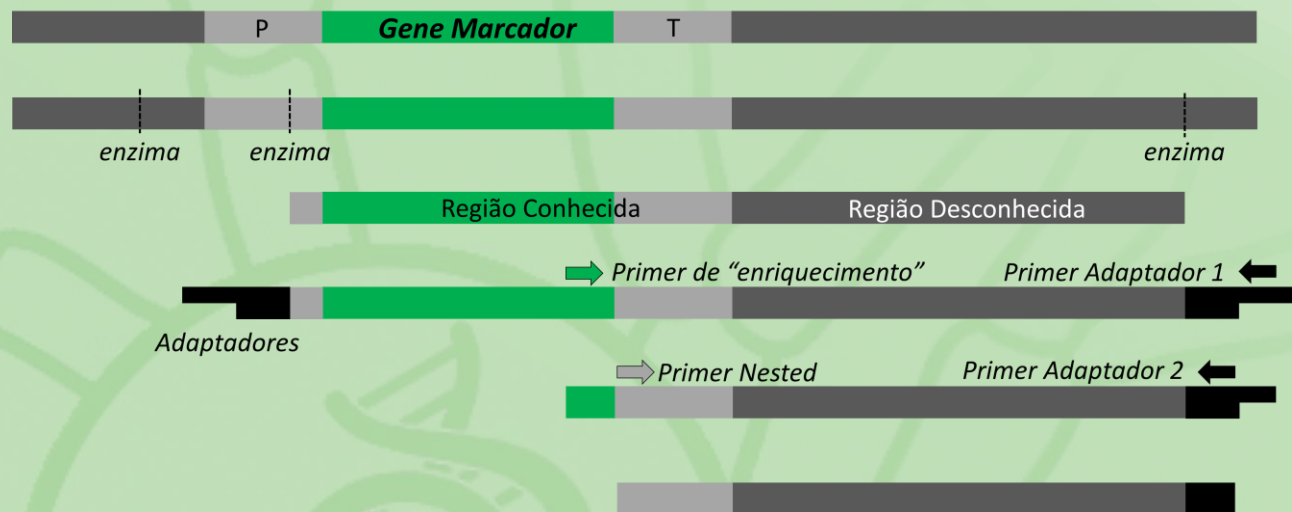 P Gene Marcador T
enzima enzima enzima
Região Conhecida Região Desconhecida
Primer de “enriquecimento” Primer Adaptador 1
Adaptadores
Primer Nested Primer Adaptador 2